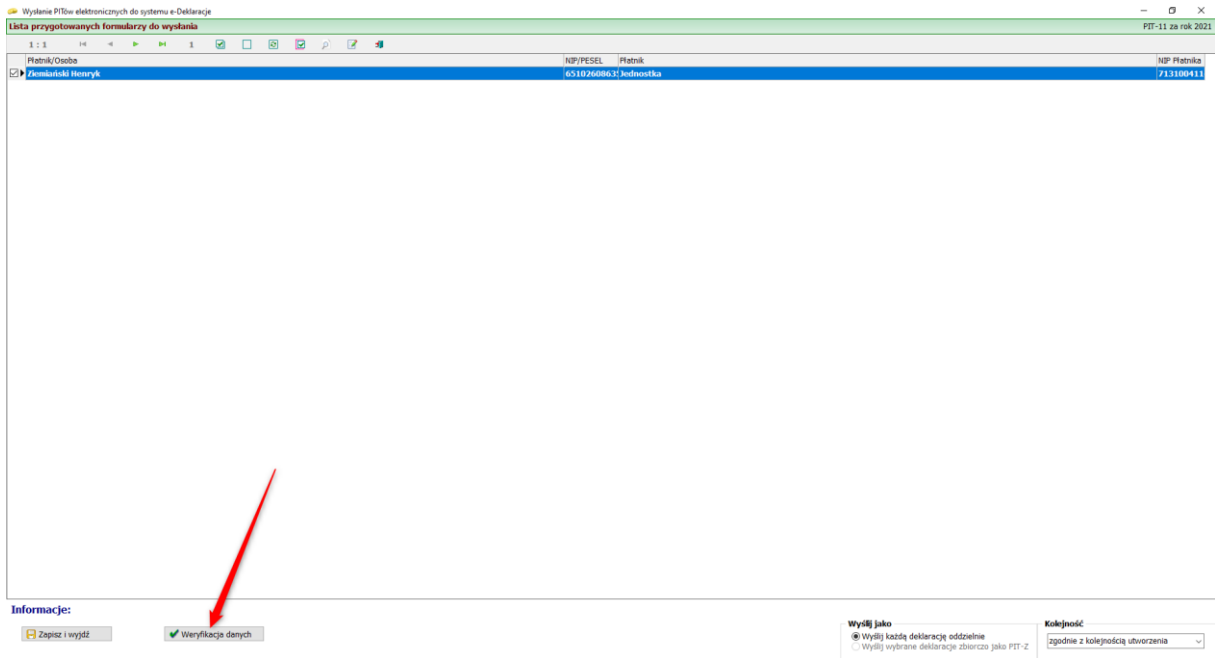 Wysłanie PITów elektronicznych do systemu e-Deklaracje
Lista przygotowanych formularzy do wysłania PIT-11 za rok 2021
1 : 1 1
Płatnik/Osoba NIP/PESEL Płatnik NIP Płatnika
Ziemiański Henryk 6510260863 Jednostka 713100411
Informacje:
Zapisz i wyjdź Weryfikacja danych
Wyślij jako Kolejność
Wyślij każdą deklarację oddzielnie
zgodnie z kolejnością utworzenia
Wyślij wybrane deklaracje zbiorczo jako PIT-Z